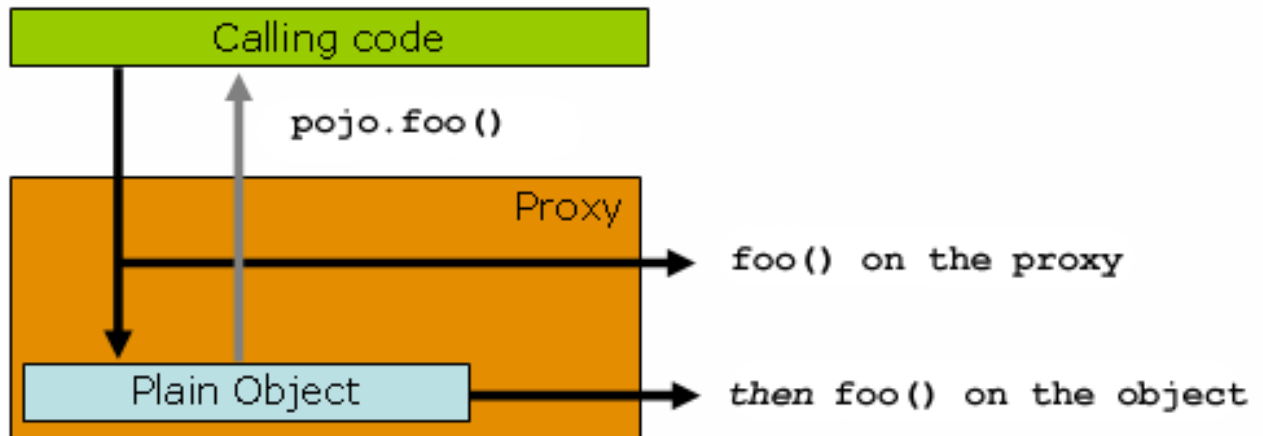 Calling code
pojo.foo()
Proxy
foo() on the proxy
Plain Object
then foo() on the object